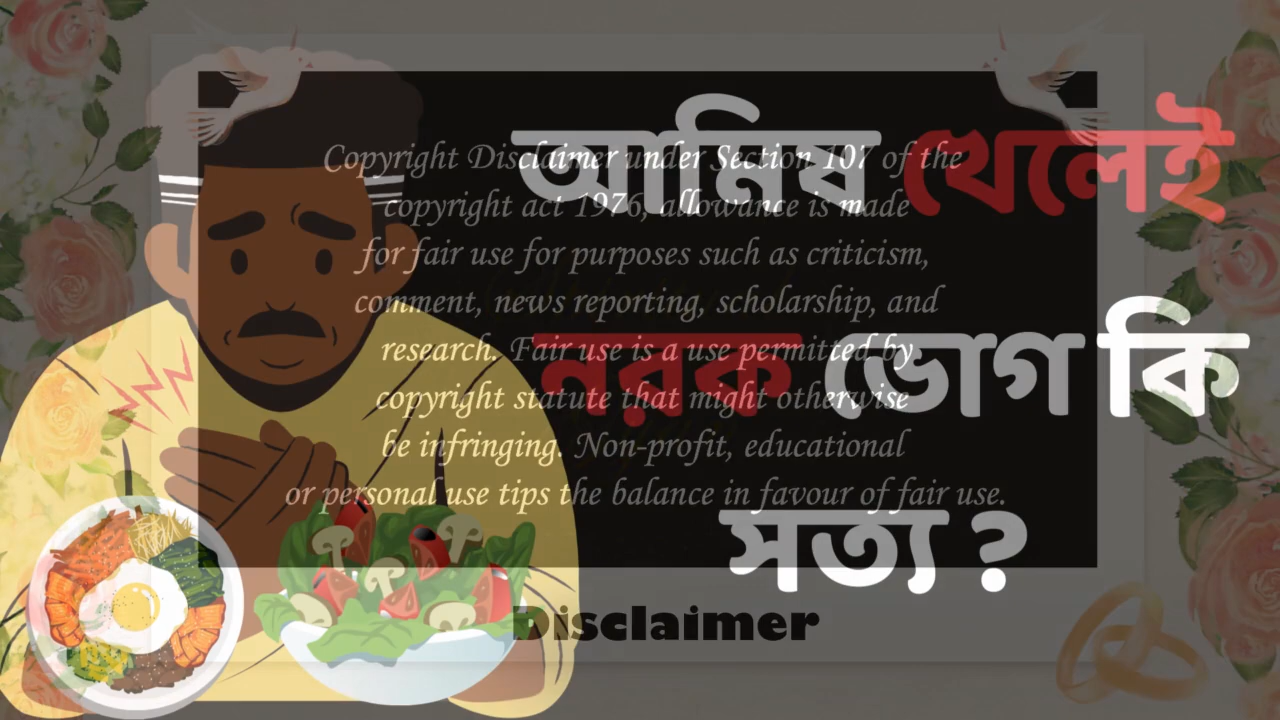 আমিষ খেলেই
নরক ভোগ কি
সত্য ?
Copyright Disclaimer under Section 107 of the
copyright act 1976, allowance is made
for fair use for purposes such as criticism,
comment, news reporting, scholarship, and
research. Fair use is a use permitted by
copyright statute that might otherwise
be infringing. Non-profit, educational
or personal use tips the balance in favour of fair use.
Disclaimer